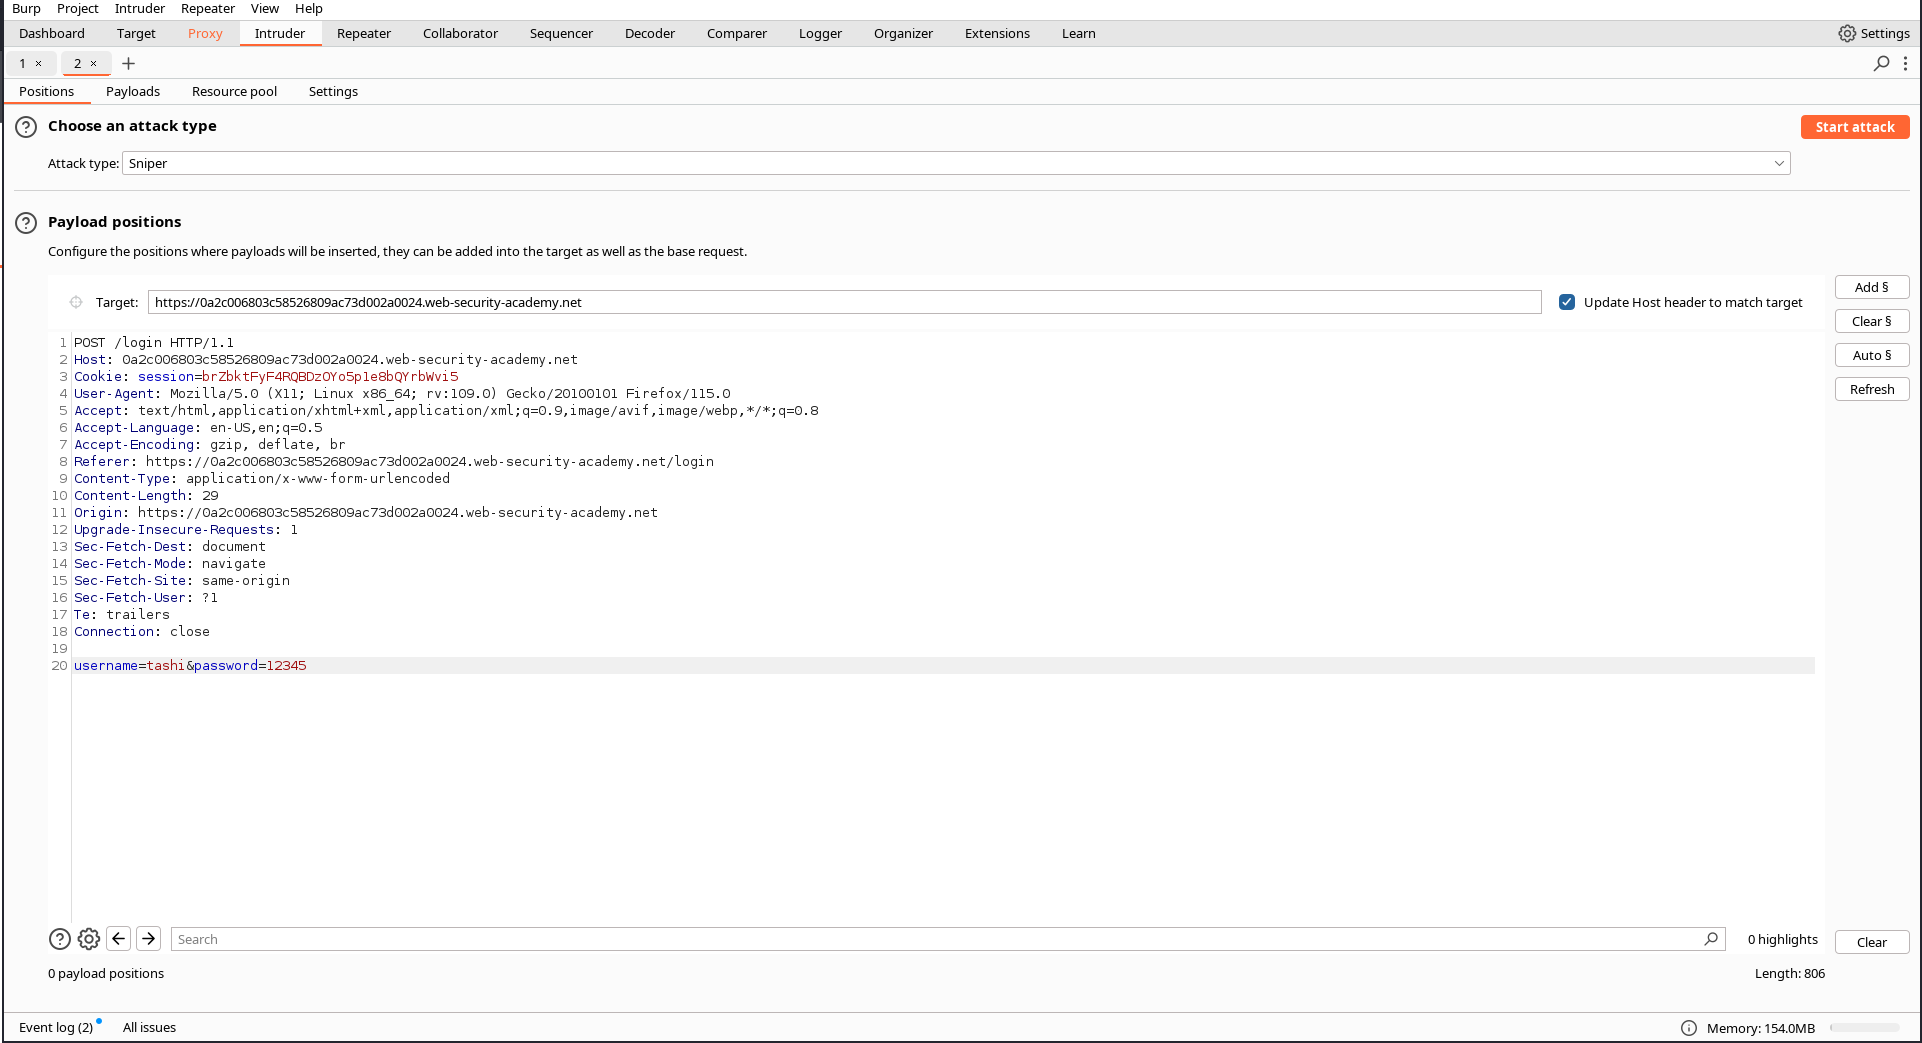 Burp Project Intruder Repeater View Help
Dashboard Target Proxy Intruder Repeater Collaborator Sequencer Decoder Comparer Logger Organizer Extensions Learn Settings
1 × 2 × +
Positions Payloads Resource pool Settings
? Choose an attack type Start attack
Attack type: Sniper
? Payload positions
Configure the positions where payloads will be inserted, they can be added into the target as well as the base request.
Target: https://0a2c006803c58526809ac73d002a0024.web-security-academy.net Update Host header to match target Add §
Clear §
Auto §
Refresh
1 POST /login HTTP/1.1
2 Host: 0a2c006803c58526809ac73d002a0024.web-security-academy.net
3 Cookie: session=brZbktFyF4RQBDzOYo5p1e8bQYrbWvi5
4 User-Agent: Mozilla/5.0 (X11; Linux x86_64; rv:109.0) Gecko/20100101 Firefox/115.0
5 Accept: text/html,application/xhtml+xml,application/xml;q=0.9,image/avif,image/webp,*/*;q=0.8
6 Accept-Language: en-US,en;q=0.5
7 Accept-Encoding: gzip, deflate, br
8 Referer: https://0a2c006803c58526809ac73d002a0024.web-security-academy.net/login
9 Content-Type: application/x-www-form-urlencoded
10 Content-Length: 29
11 Origin: https://0a2c006803c58526809ac73d002a0024.web-security-academy.net
12 Upgrade-Insecure-Requests: 1
13 Sec-Fetch-Dest: document
14 Sec-Fetch-Mode: navigate
15 Sec-Fetch-Site: same-origin
16 Sec-Fetch-User: ?1
17 Te: trailers
18 Connection: close
19
20 username=tashi&password=12345
? Search 0 highlights Clear
0 payload positions Length: 806
Event log (2) All issues Memory: 154.0MB